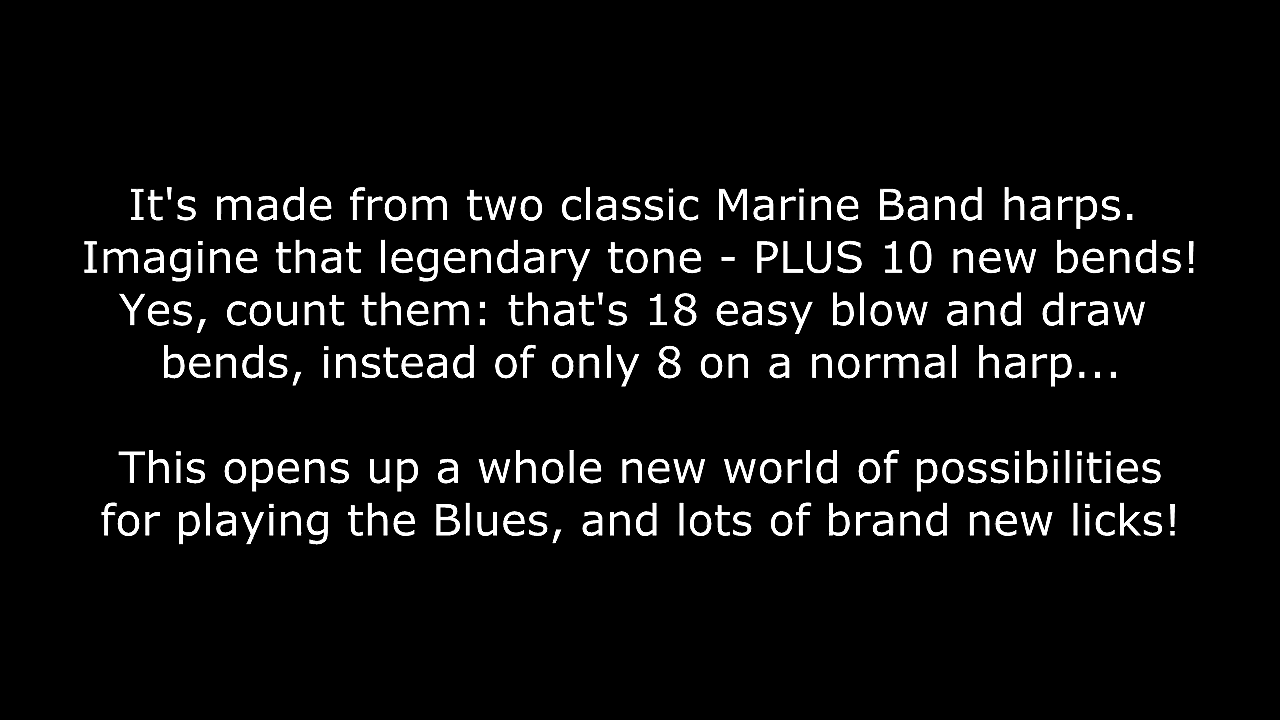 It's made from two classic Marine Band harps.
Imagine that legendary tone - PLUS 10 new bends!
Yes, count them: that's 18 easy blow and draw
bends, instead of only 8 on a normal harp...
This opens up a whole new world of possibilities
for playing the Blues, and lots of brand new licks!